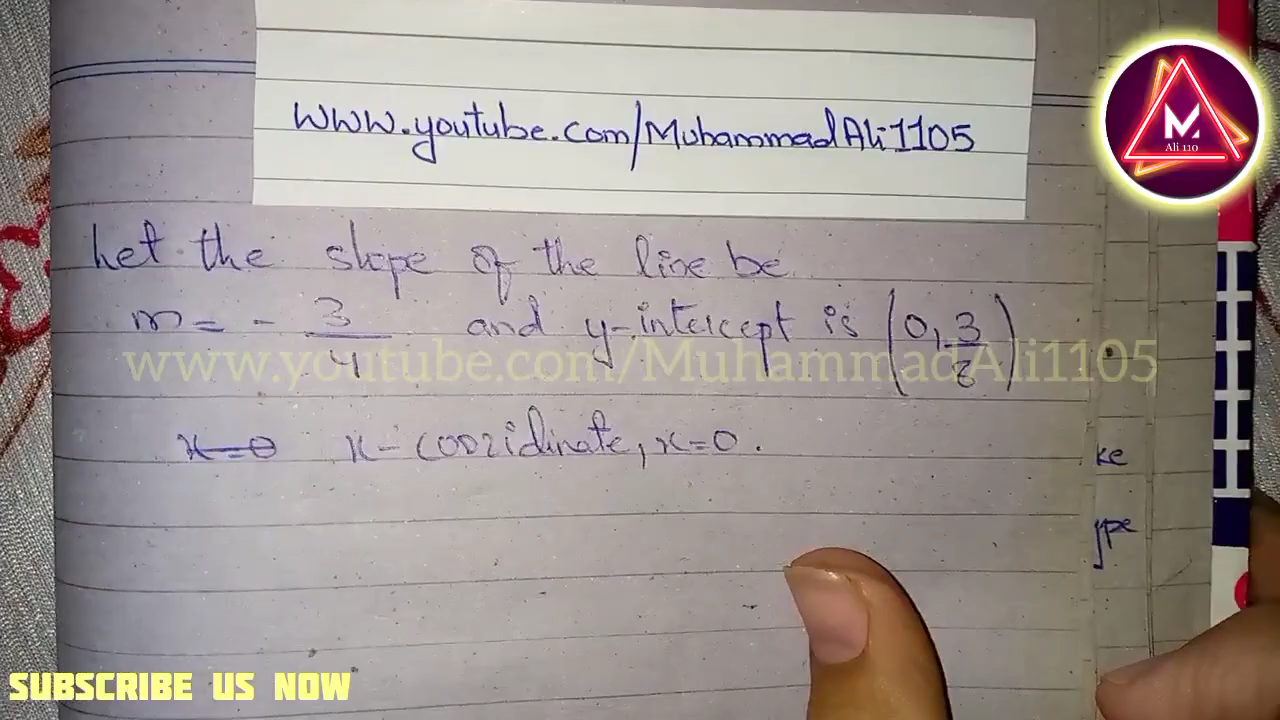 www.youtube.com/MuhammadAli1105
M
Ali 110
Let the slope of the line be
m = - 3/4 and y-intercept is (0, 3/8)
www.youtube.com/MuhammadAli1105
x=0 x-coordinate, x=0.
ke
ype
SUBSCRIBE US NOW